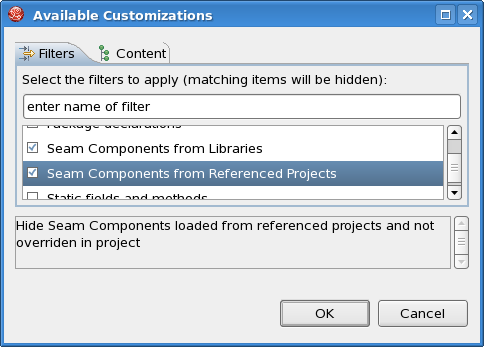 Available Customizations
Filters
Content
Select the filters to apply (matching items will be hidden):
enter name of filter
Package declarations
Seam Components from Libraries
Seam Components from Referenced Projects
Static fields and methods
Hide Seam Components loaded from referenced projects and not
overriden in project
OK
Cancel